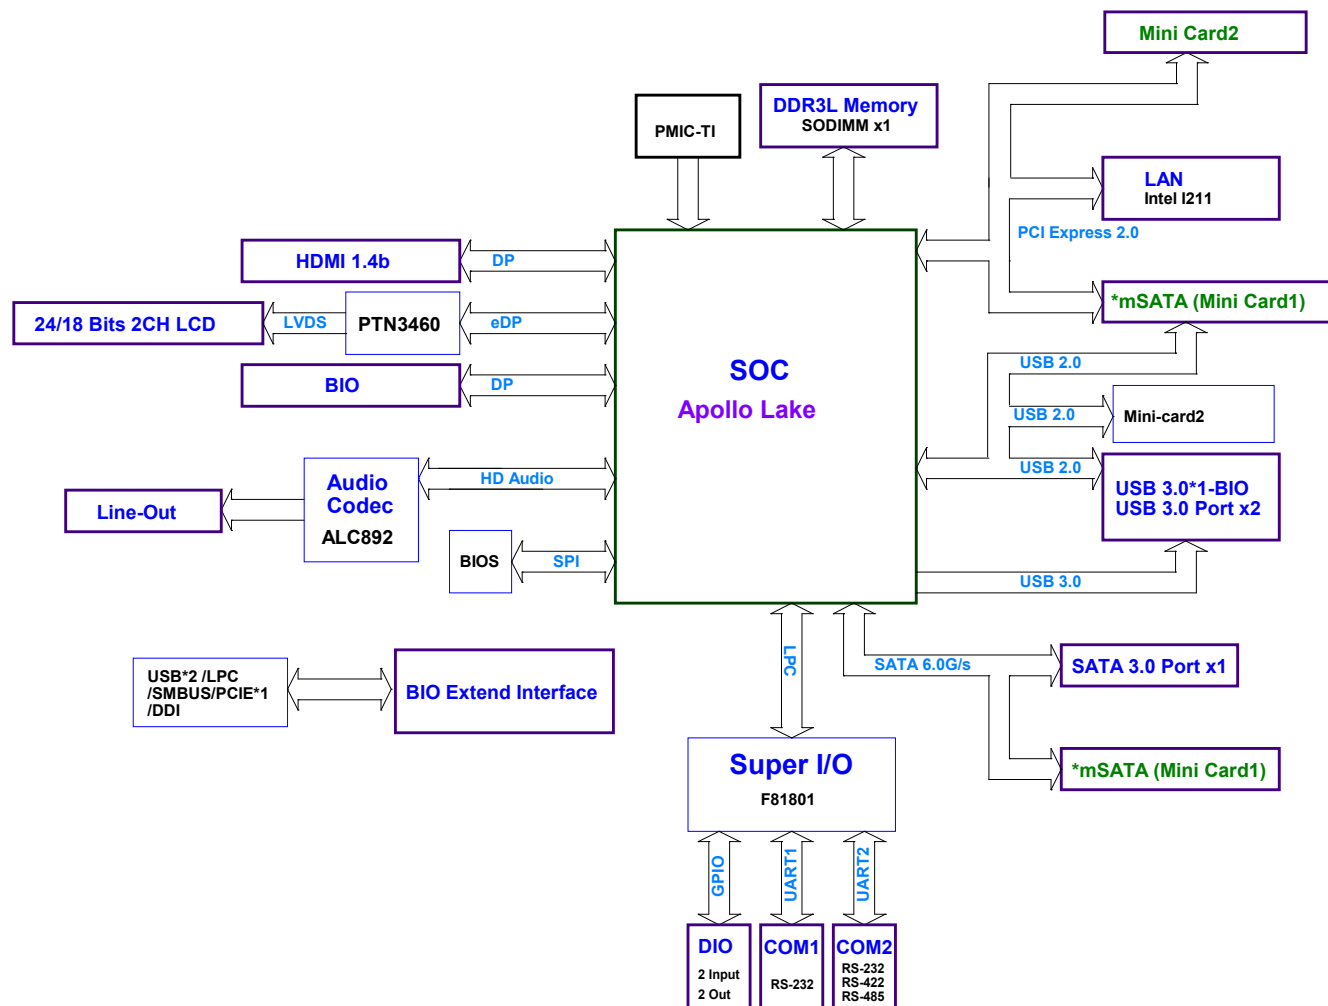 Mini Card2
DDR3L Memory
SODIMM x1
PMIC-TI
LAN
Intel I211
PCI Express 2.0
HDMI 1.4b
DP
*mSATA (Mini Card1)
24/18 Bits 2CH LCD
LVDS
PTN3460
eDP
SOC
Apollo Lake
USB 2.0
BIO
DP
USB 2.0
Mini-card2
Audio
Codec
ALC892
HD Audio
USB 2.0
USB 3.0*1-BIO
USB 3.0 Port x2
Line-Out
BIOS
SPI
USB 3.0
LPC
SATA 6.0G/s
SATA 3.0 Port x1
USB*2 /LPC
/SMBUS/PCIE*1
/DDI
BIO Extend Interface
Super I/O
F81801
*mSATA (Mini Card1)
GPIO
UART1
UART2
DIO
2 Input
2 Out
COM1
RS-232
COM2
RS-232
RS-422
RS-485